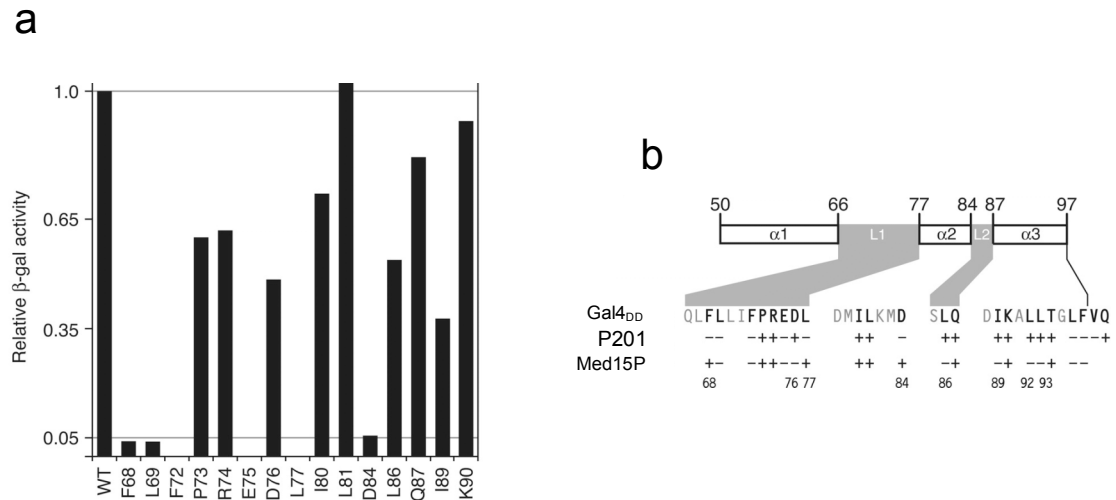 a
Relative β-gal activity
1.0
0.65
0.35
0.05
WT F68 L69 F72 P73 R74 E75 D76 L77 I80 L81 D84 L86 Q87 I89 K90
b
50 66 77 84 87 97
α1 L1 α2 L2 α3
Gal4DD QLFLLIFPREDL DMILKMD SLQ DIKALLTGLFVQ
P201 −− −++−+− ++ − ++ ++ +++ −−−+
Med15P +− −++−−+ ++ + −+ −+ −−+ −−
68 76 77 84 86 89 92 93